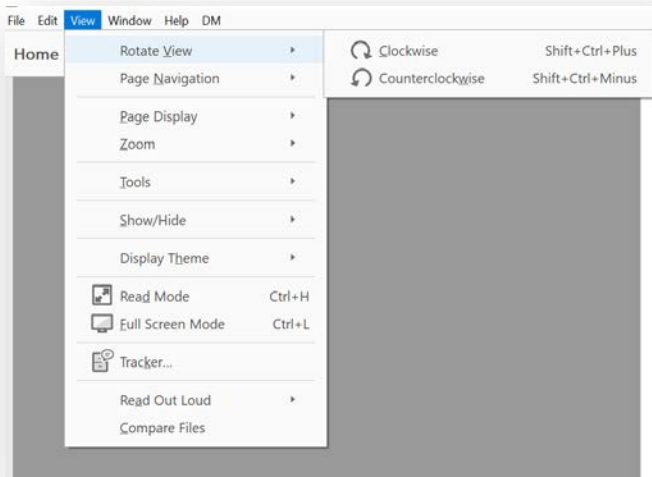 File Edit View Window Help DM
Home
Rotate View
Clockwise Shift+Ctrl+Plus
Page Navigation
Counterclockwise Shift+Ctrl+Minus
Page Display
Zoom
Tools
Show/Hide
Display Theme
Read Mode Ctrl+H
Full Screen Mode Ctrl+L
Tracker...
Read Out Loud
Compare Files